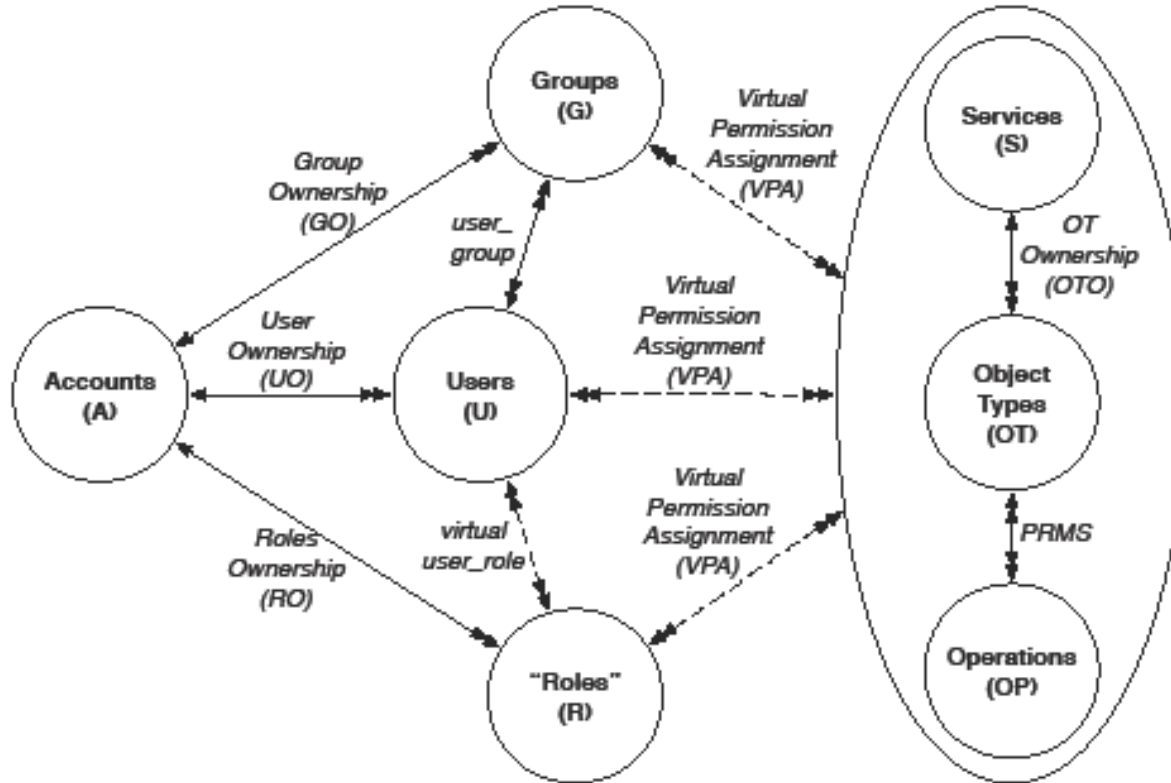 Groups
(G)
Virtual
Permission
Assignment
(VPA)
Services
(S)
Group
Ownership
(GO)
user_
group
OT
Ownership
(OTO)
User
Ownership
(UO)
Virtual
Permission
Assignment
(VPA)
Accounts
(A)
Users
(U)
Object
Types
(OT)
Roles
Ownership
(RO)
virtual
user_role
Virtual
Permission
Assignment
(VPA)
PRMS
“Roles”
(R)
Operations
(OP)